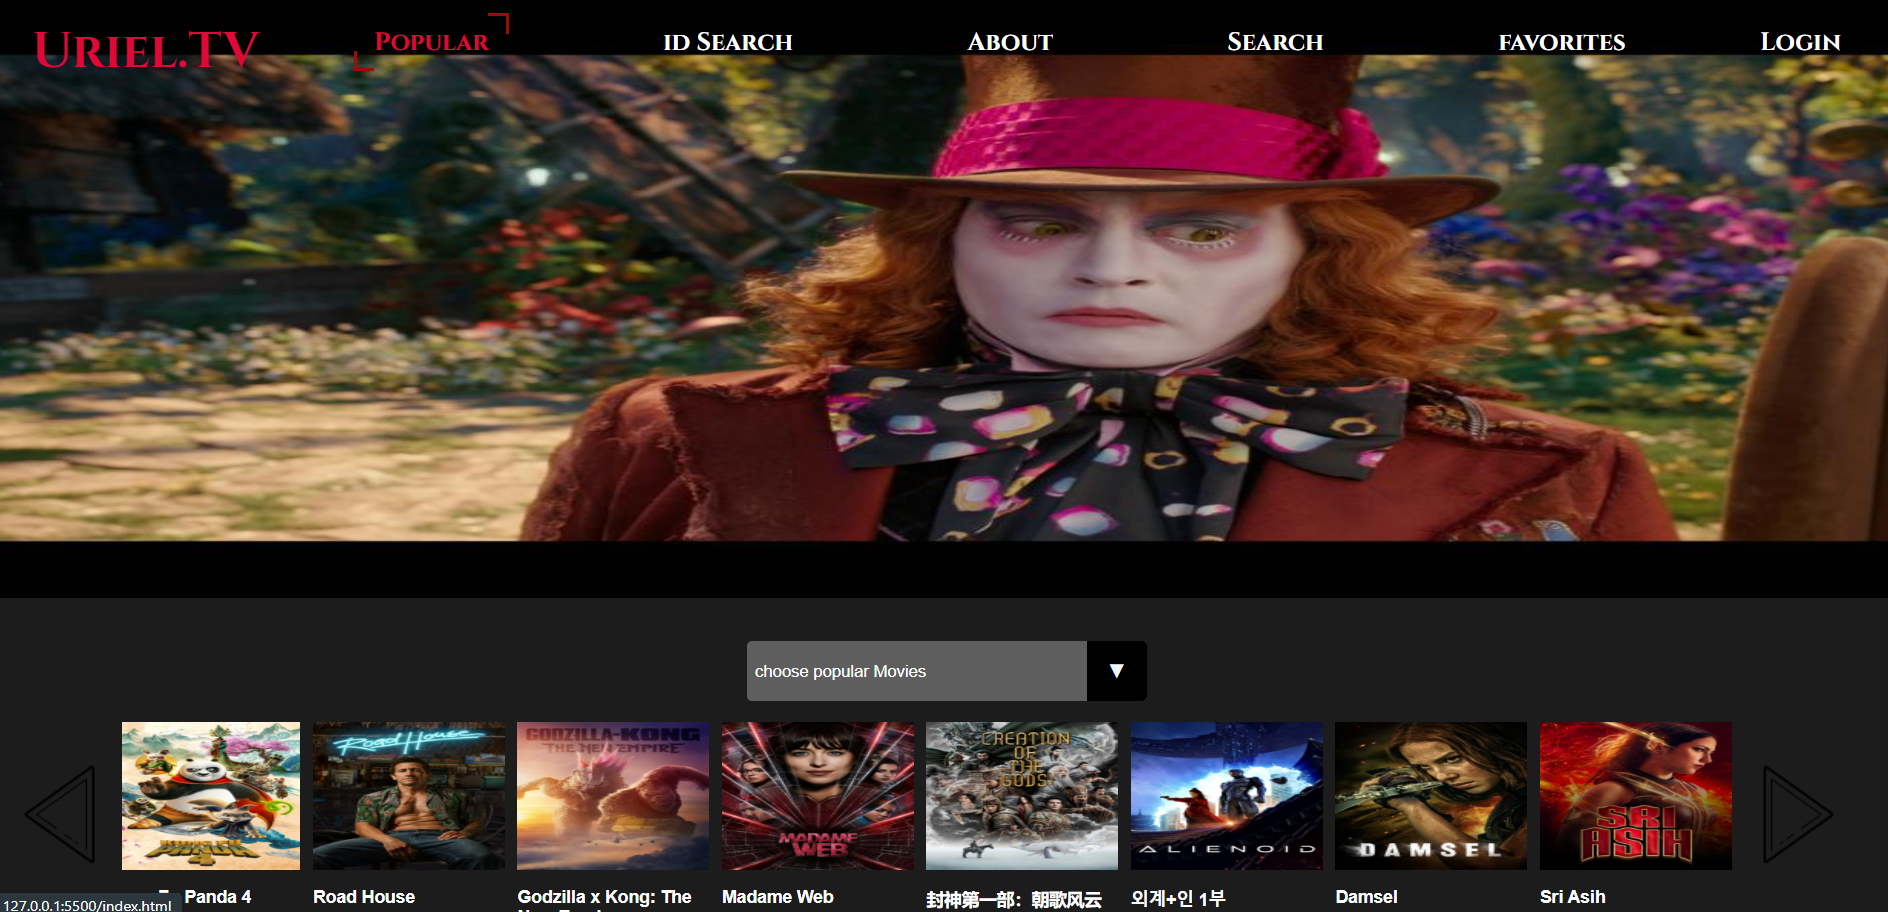 Uriel.TV
Popular
ID Search
About
Search
Favorites
Login
choose popular Movies
▼
Road House
GODZILLA-KONG
THE NEW EMPIRE
MADAME
WEB
CREATION
OF
THE
GODS
ALIENOID
DAMSEL
SRI
ASIH
Panda 4
Road House
Godzilla x Kong: The
Madame Web
封神第一部：朝歌风云
외계+인 1부
Damsel
Sri Asih
127.0.0.1:5500/index.html